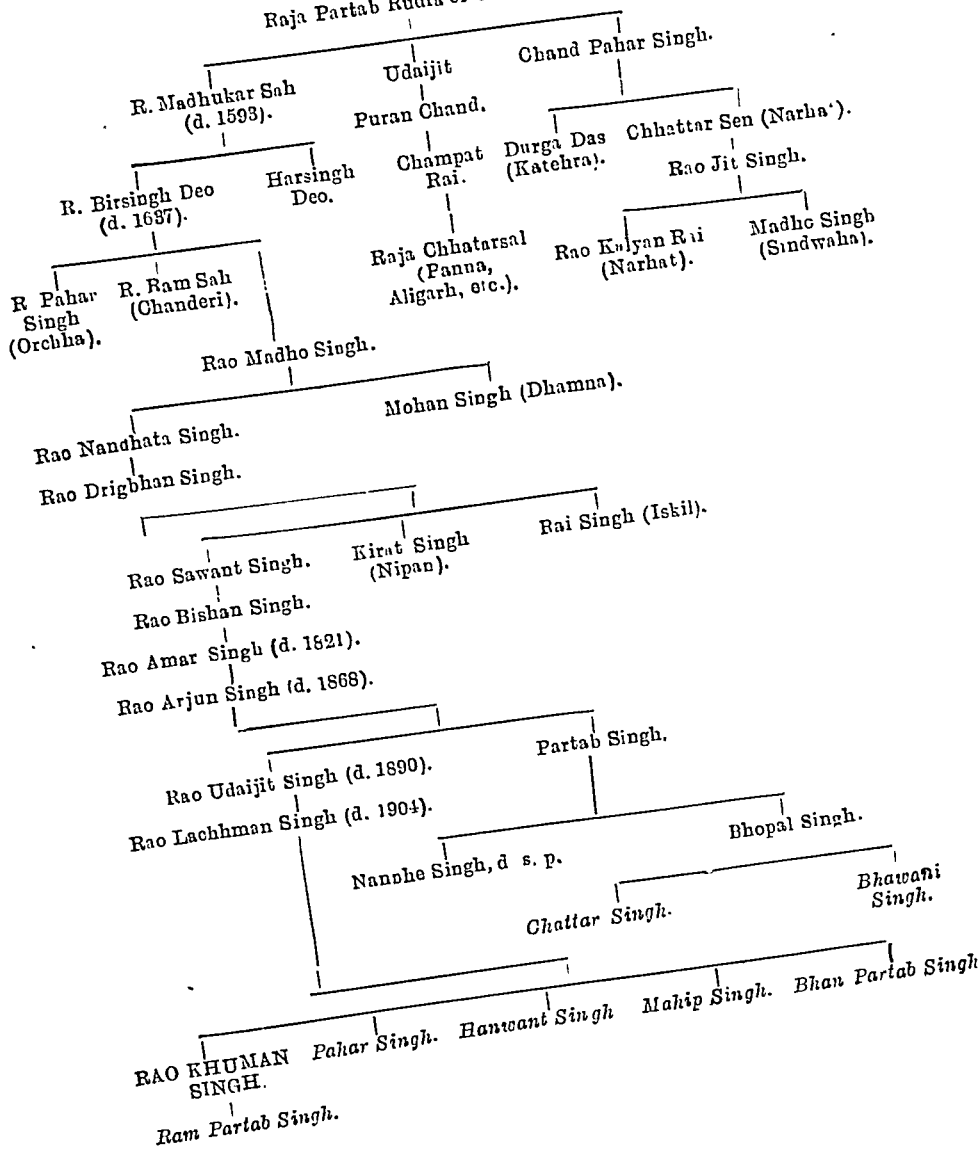 Raja Partab Rudra
R. Madhukar Sah
(d. 1593).
Udaijit
Chand Pahar Singh.
Puran Chand.
Durga Das
(Katehra).
Chhattar Sen (Narha').
R. Birsingh Deo
(d. 1687).
Harsingh
Deo.
Champat
Rai.
Rao Jit Singh.
R Pahar
Singh
(Orchha).
R. Ram Sah
(Chanderi).
Raja Chhatarsal
(Panna,
Aligarh, etc.).
Rao Kalyan Rai
(Narhat).
Madho Singh
(Sindwaha).
Rao Madho Singh.
Rao Nandhata Singh.
Mohan Singh (Dhamna).
Rao Drigbhan Singh.
Rao Sawant Singh.
Kirat Singh
(Nipan).
Rai Singh (Iskil).
Rao Bishan Singh.
Rao Amar Singh (d. 1821).
Rao Arjun Singh (d. 1868).
Rao Udaijit Singh (d. 1890).
Partab Singh.
Rao Lachhman Singh (d. 1904).
Nanohe Singh, d s. p.
Bhopal Singh.
Chattar Singh.
Bhawani
Singh.
RAO KHUMAN
SINGH.
Pahar Singh.
Hanwant Singh
Mahip Singh.
Bhan Partab Singh
Ram Partab Singh.